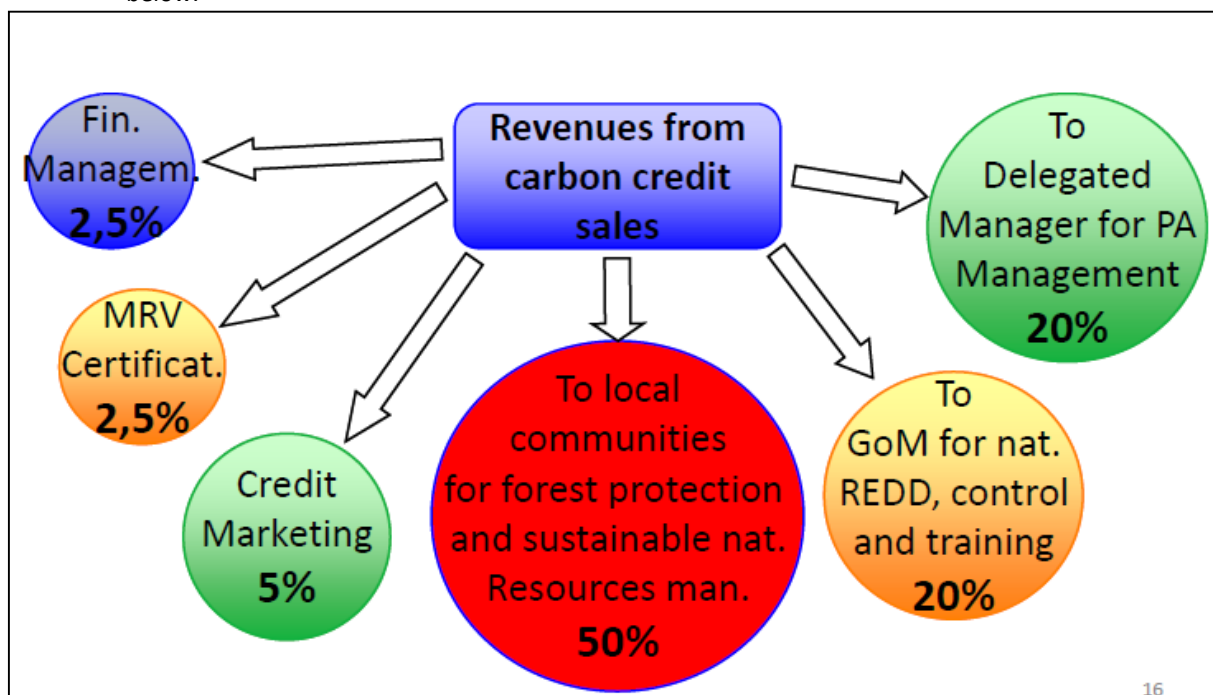 Revenues from
carbon credit
sales
Fin.
Managem.
2,5%
MRV
Certificat.
2,5%
Credit
Marketing
5%
To local
communities
for forest protection
and sustainable nat.
Resources man.
50%
To
GoM for nat.
REDD, control
and training
20%
To
Delegated
Manager for PA
Management
20%
16